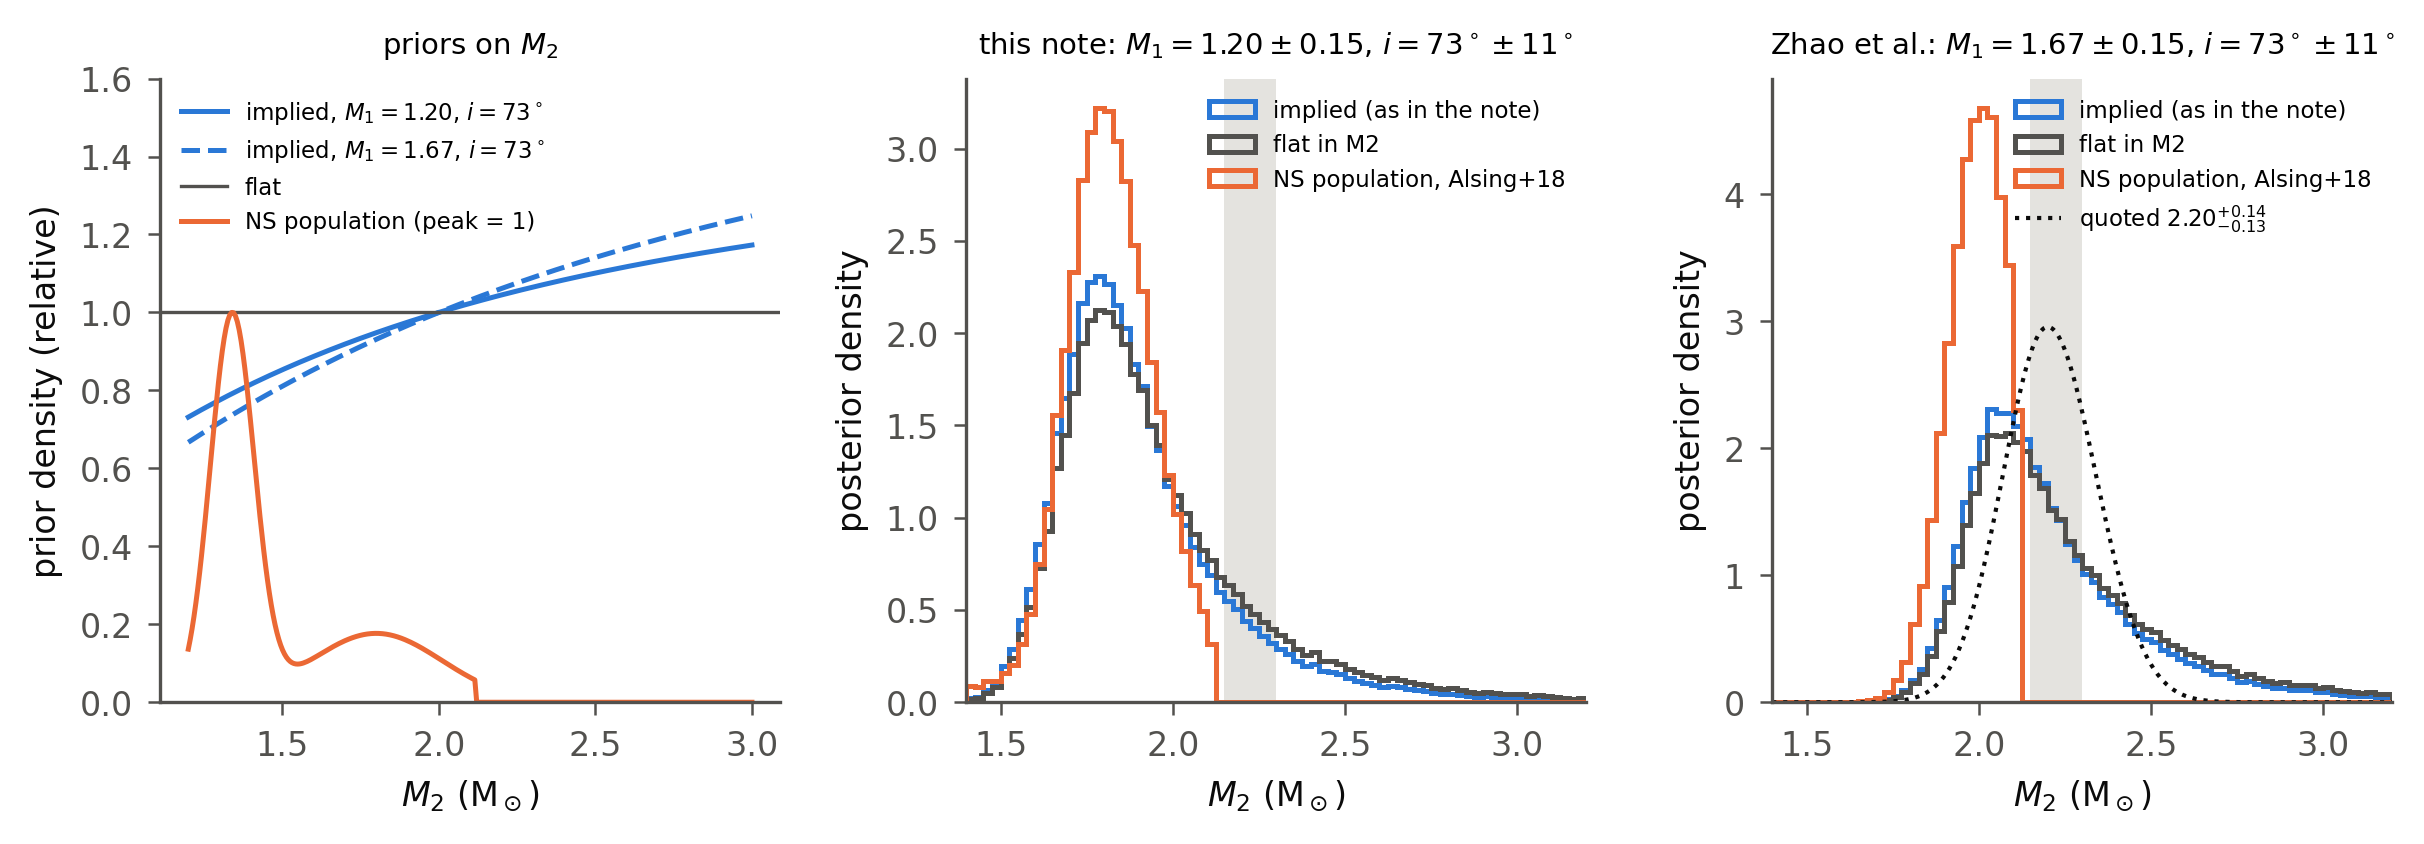 priors on M₂
1.6
1.4
1.2
1.0
0.8
0.6
0.4
0.2
0.0
prior density (relative)
implied, M₁ = 1.20, i = 73°
implied, M₁ = 1.67, i = 73°
flat
NS population (peak = 1)
1.5 2.0 2.5 3.0
M₂ (M⊙)
this note: M₁ = 1.20 ± 0.15, i = 73° ± 11°
3.0
2.5
2.0
1.5
1.0
0.5
0.0
posterior density
implied (as in the note)
flat in M2
NS population, Alsing+18
1.5 2.0 2.5 3.0
M₂ (M⊙)
Zhao et al.: M₁ = 1.67 ± 0.15, i = 73° ± 11°
4
3
2
1
0
posterior density
implied (as in the note)
flat in M2
NS population, Alsing+18
quoted 2.20 +0.14 −0.13
1.5 2.0 2.5 3.0
M₂ (M⊙)